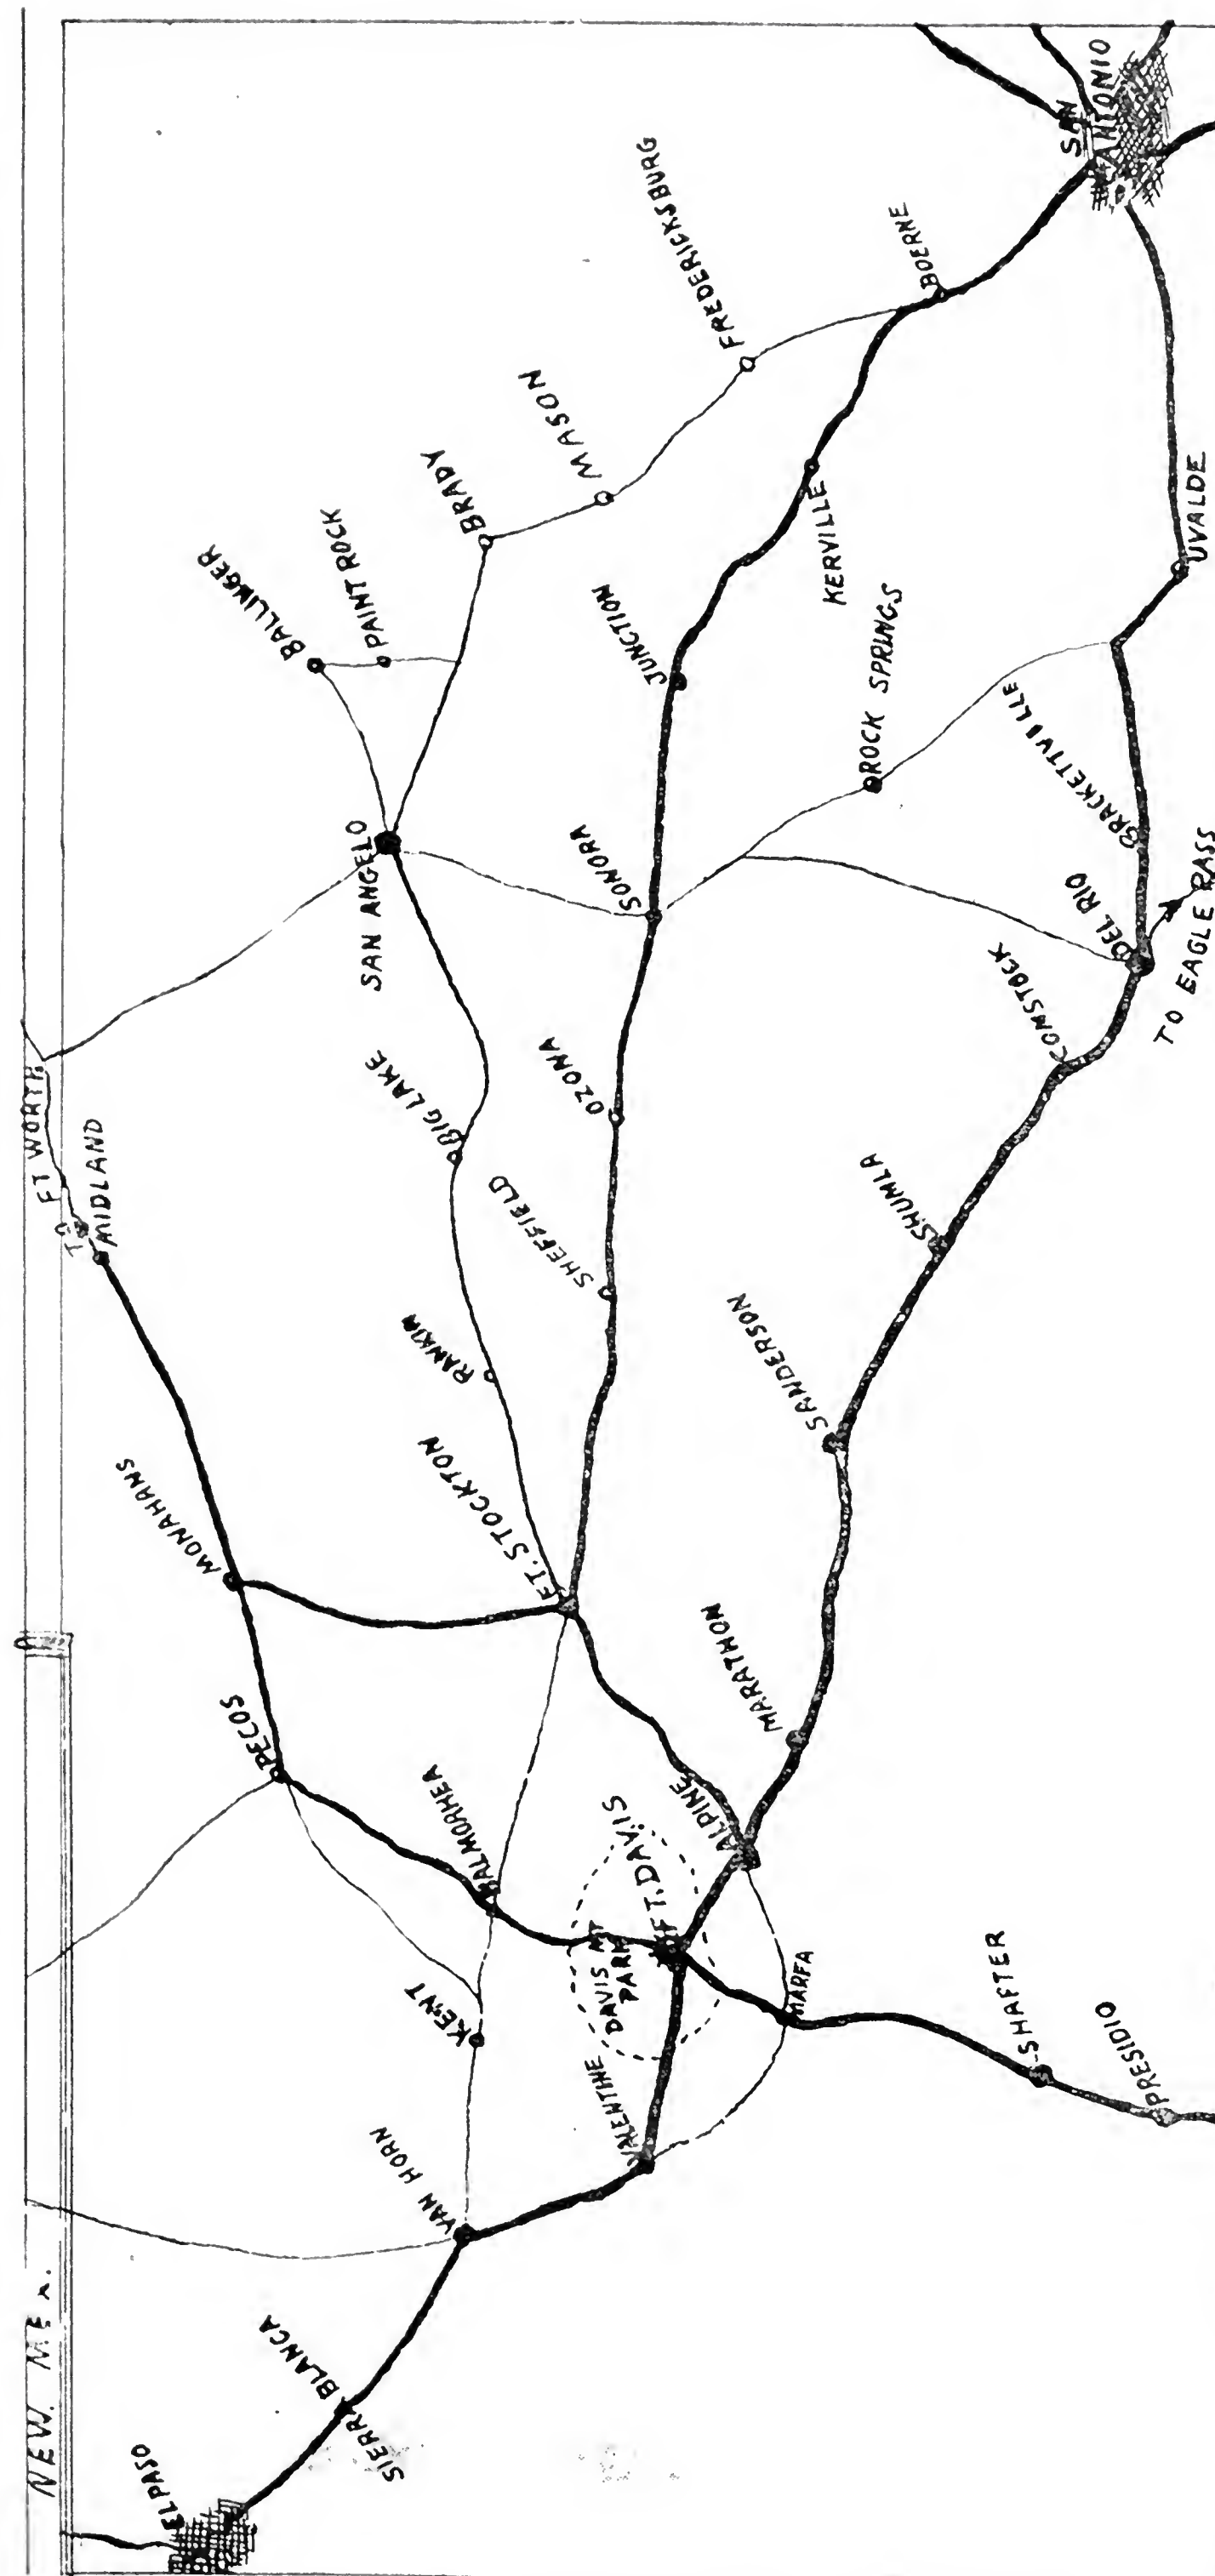 NEW. MEX.
EL PASO
SIERRA BLANCA
VAN HORN
KENT
VALENTINE
DAVIS MT
PARK
FT. DAVIS
BALMORHEA
PECOS
MONAHANS
MIDLAND
TO FT WORTH
ALPINE
MARFA
SHAFTER
PRESIDIO
MARATHON
FT. STOCKTON
RANKIN
BIG LAKE
SAN ANGELO
BALLINGER
PAINT ROCK
BRADY
MASON
FREDERICKSBURG
SHEFFIELD
OZONA
SONORA
JUNCTION
KERVILLE
BOERNE
SAN
ANTONIO
SANDERSON
SHUMLA
COMSTOCK
DEL RIO
TO EAGLE PASS
BRACKETTVILLE
ROCK SPRINGS
UVALDE